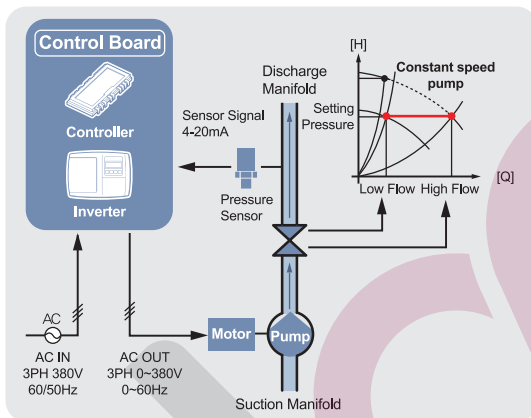 Control Board
Controller
Inverter
Discharge
Manifold
Sensor Signal
4-20mA
Pressure
Sensor
[H]
Constant speed
pump
Setting
Pressure
[Q]
Low Flow High Flow
AC
AC IN
3PH 380V
60/50Hz
AC OUT
3PH 0~380V
0~60Hz
Motor
Pump
Suction Manifold